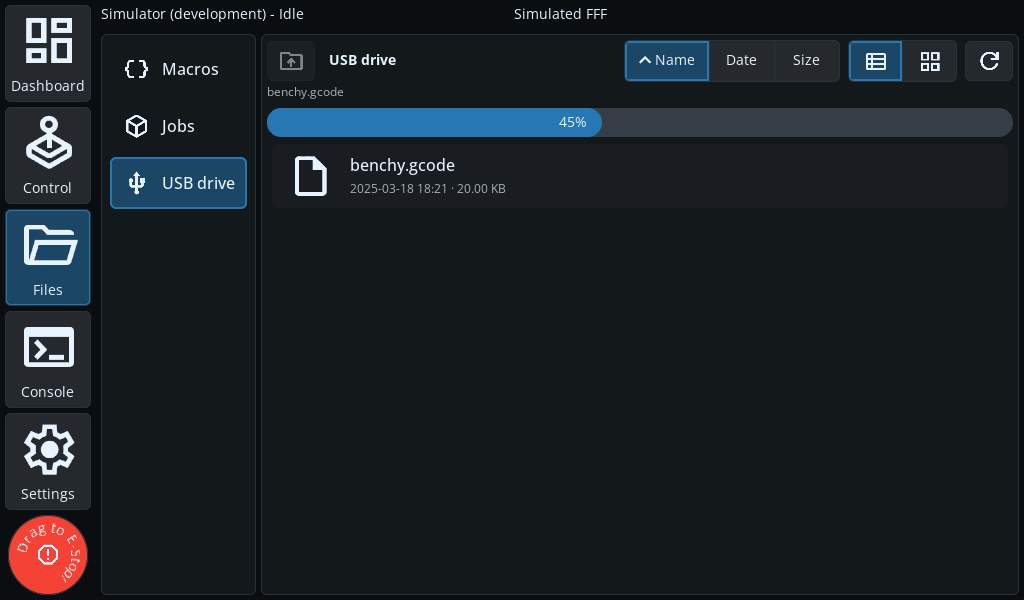 Simulator (development) - Idle
Simulated FFF
Dashboard
Control
Files
Console
Settings
Drag to E-Stop!
Macros
Jobs
USB drive
USB drive
Name
Date
Size
benchy.gcode
45%
benchy.gcode
2025-03-18 18:21 · 20.00 KB